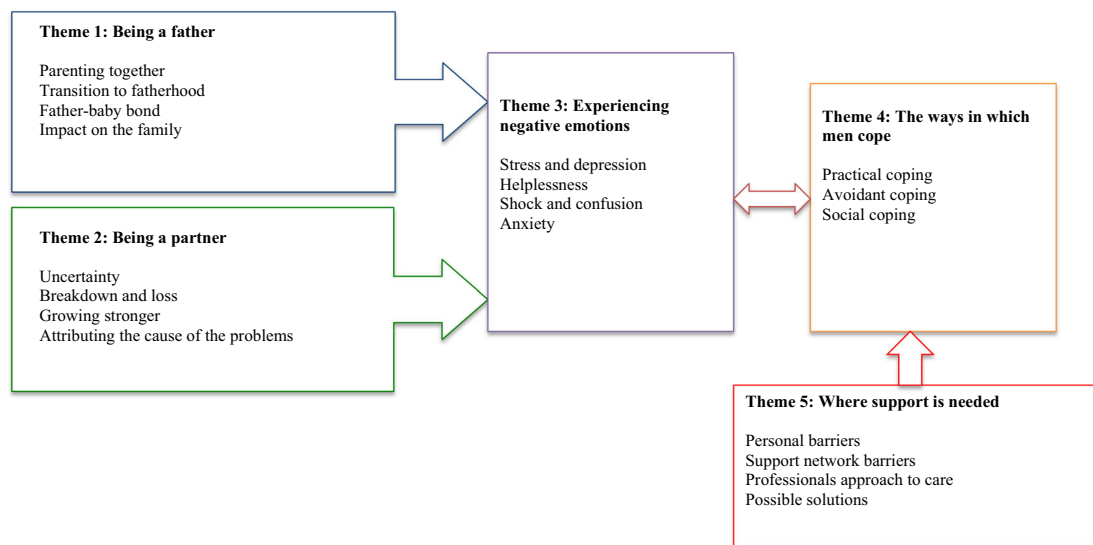 Theme 1: Being a father
Parenting together
Transition to fatherhood
Father-baby bond
Impact on the family
Theme 2: Being a partner
Uncertainty
Breakdown and loss
Growing stronger
Attributing the cause of the problems
Theme 3: Experiencing
negative emotions
Stress and depression
Helplessness
Shock and confusion
Anxiety
Theme 4: The ways in which
men cope
Practical coping
Avoidant coping
Social coping
Theme 5: Where support is needed
Personal barriers
Support network barriers
Professionals approach to care
Possible solutions